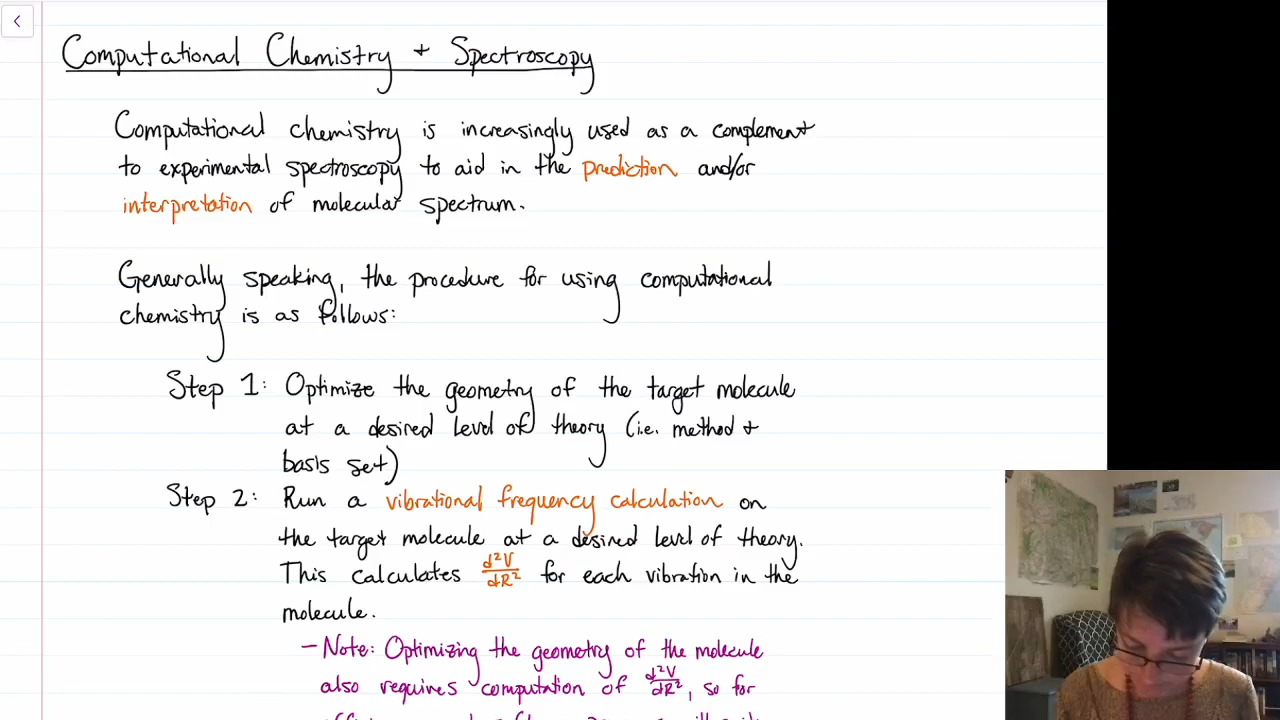 Computational Chemistry + Spectroscopy
Computational chemistry is increasingly used as a complement
to experimental spectroscopy to aid in the prediction and/or
interpretation of molecular spectrum.
Generally speaking, the procedure for using computational
chemistry is as follows:
Step 1: Optimize the geometry of the target molecule
at a desired level of theory (i.e. method +
basis set)
Step 2: Run a vibrational frequency calculation on
the target molecule at a desired level of theory.
This calculates d²V/dR² for each vibration in the
molecule.
- Note: Optimizing the geometry of the molecule
also requires computation of d²V/dR², so for